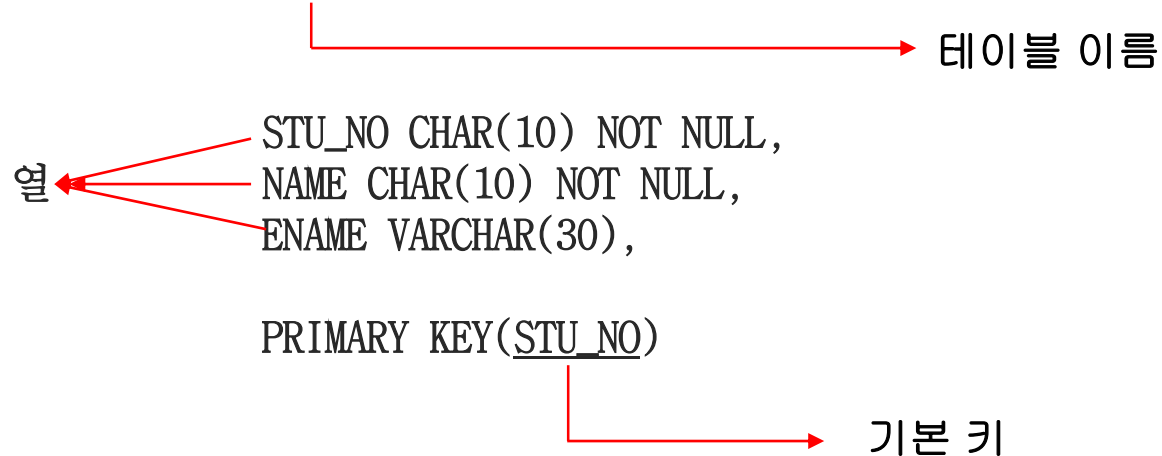 테이블 이름
STU_NO CHAR(10) NOT NULL,
열
NAME CHAR(10) NOT NULL,
ENAME VARCHAR(30),
PRIMARY KEY(STU_NO)
기본 키